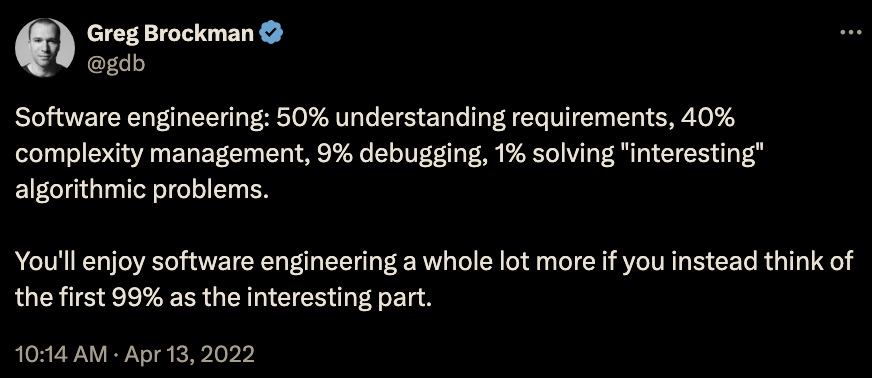 Greg Brockman
@gdb
Software engineering: 50% understanding requirements, 40%
complexity management, 9% debugging, 1% solving "interesting"
algorithmic problems.
You'll enjoy software engineering a whole lot more if you instead think of
the first 99% as the interesting part.
10:14 AM · Apr 13, 2022